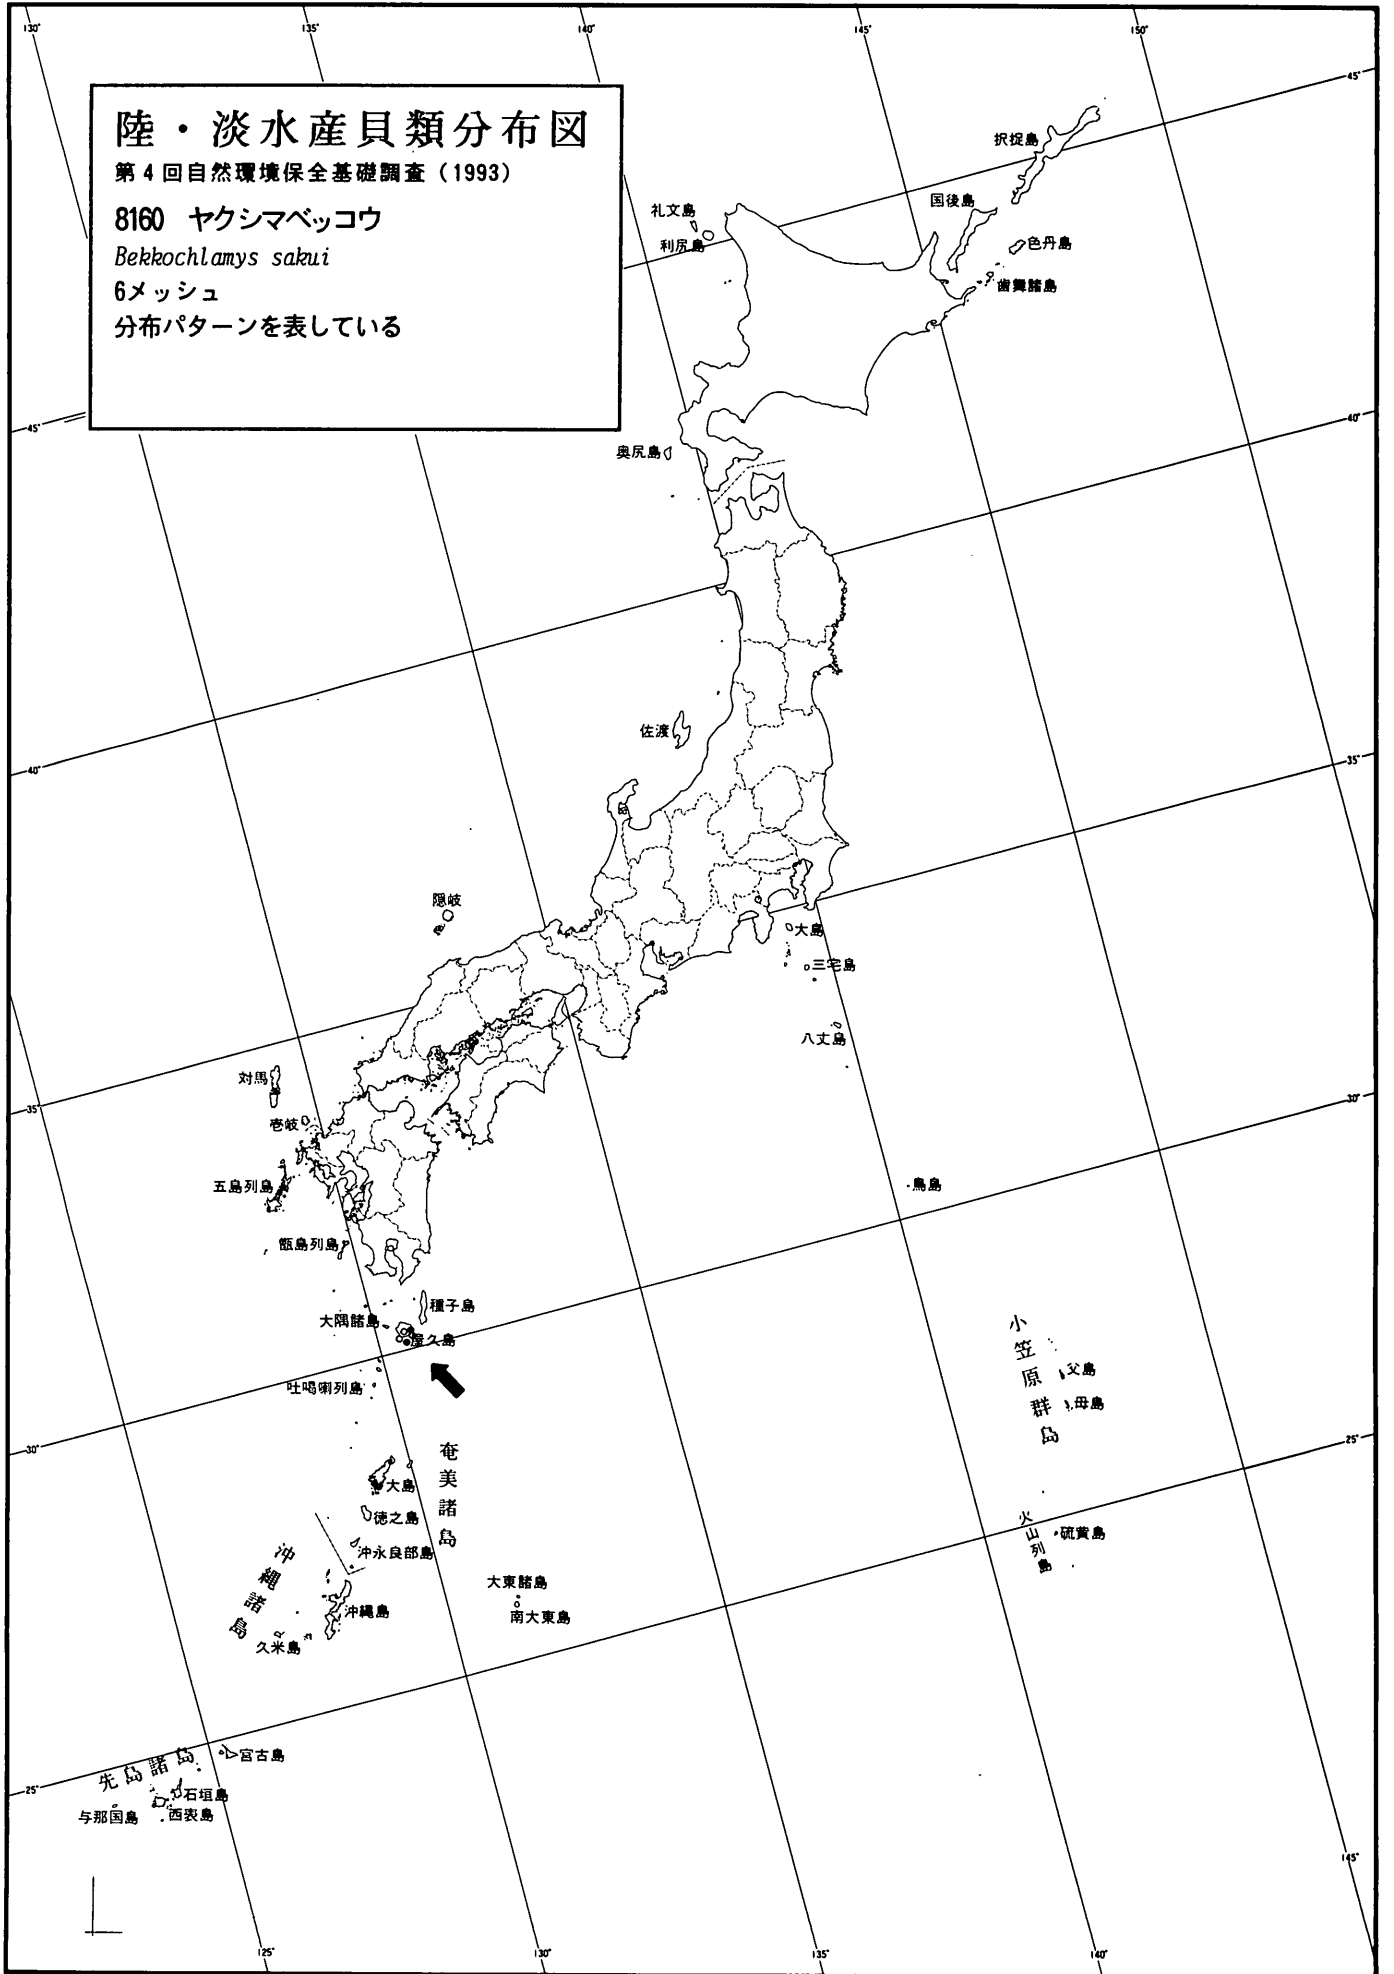 130°
135°
140°
145°
150°
陸・淡水産貝類分布図
第4回自然環境保全基礎調査（1993）
8160 ヤクシマベッコウ
Bekkochlamys sakui
6メッシュ
分布パターンを表している
45°
択捉島
国後島
礼文島
利尻島
色丹島
歯舞諸島
45°
40°
奥尻島
佐渡
40°
35°
隠岐
大島
三宅島
八丈島
対馬
35°
30°
壱岐
五島列島
鳥島
甑島列島
種子島
大隅諸島
屋久島
小笠原群島
父島
吐噶喇列島
母島
30°
25°
奄美諸島
大島
徳之島
火山列島
硫黄島
沖永良部島
沖縄諸島
大東諸島
沖縄島
南大東島
久米島
先島諸島
宮古島
25°
石垣島
与那国島
西表島
145°
125°
130°
135°
140°